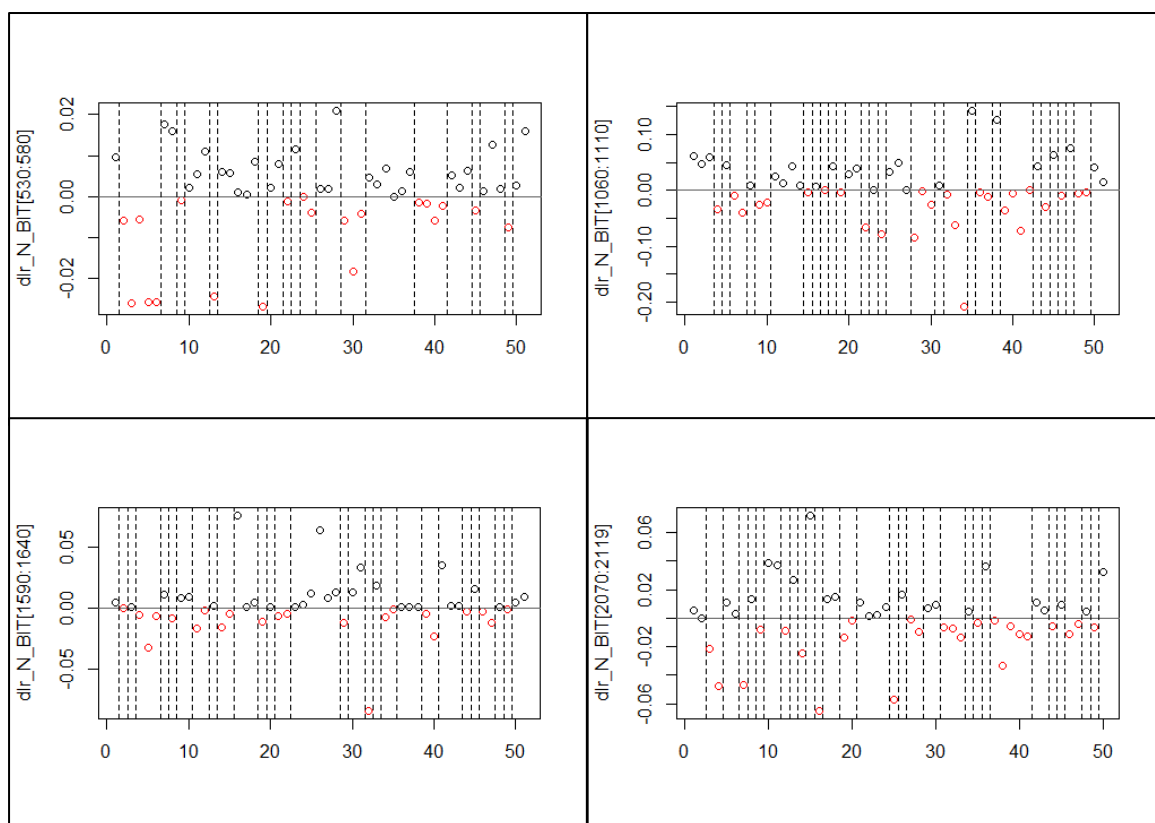 dlr_N_BIT[530:580]
0.02
0.00
-0.02
0 10 20 30 40 50
dlr_N_BIT[1060:1110]
0.10
0.00
-0.10
-0.20
0 10 20 30 40 50
dlr_N_BIT[1590:1640]
0.05
0.00
-0.05
0 10 20 30 40 50
dlr_N_BIT[2070:2119]
0.06
0.02
-0.02
-0.06
0 10 20 30 40 50